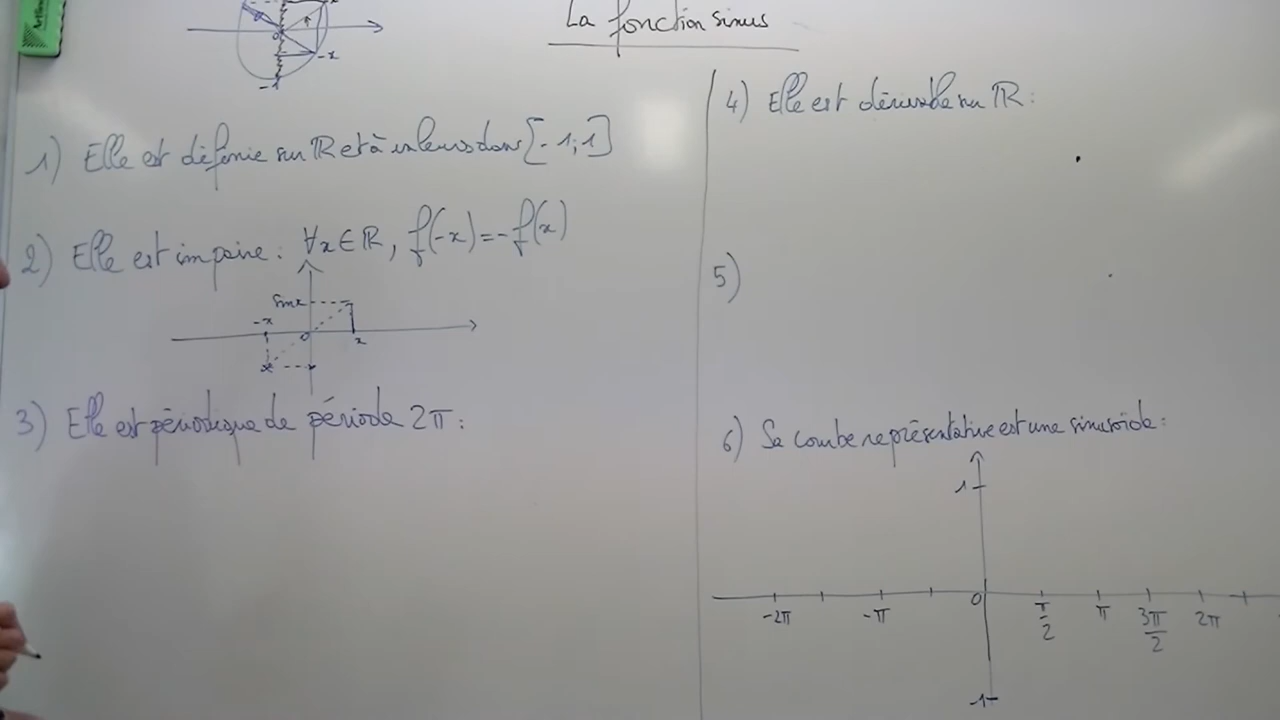 La fonction sinus
-x
-1
1) Elle est définie sur ℝ et à valeurs dans [-1;1]
2) Elle est impaire : ∀x∈ℝ, f(-x)=-f(x)
sinx
-x
0
x
3) Elle est périodique de période 2π :
4) Elle est dérivable sur ℝ :
5)
6) Sa courbe représentative est une sinusoïde :
1
-2π -π 0 π/2 π 3π/2 2π
-1